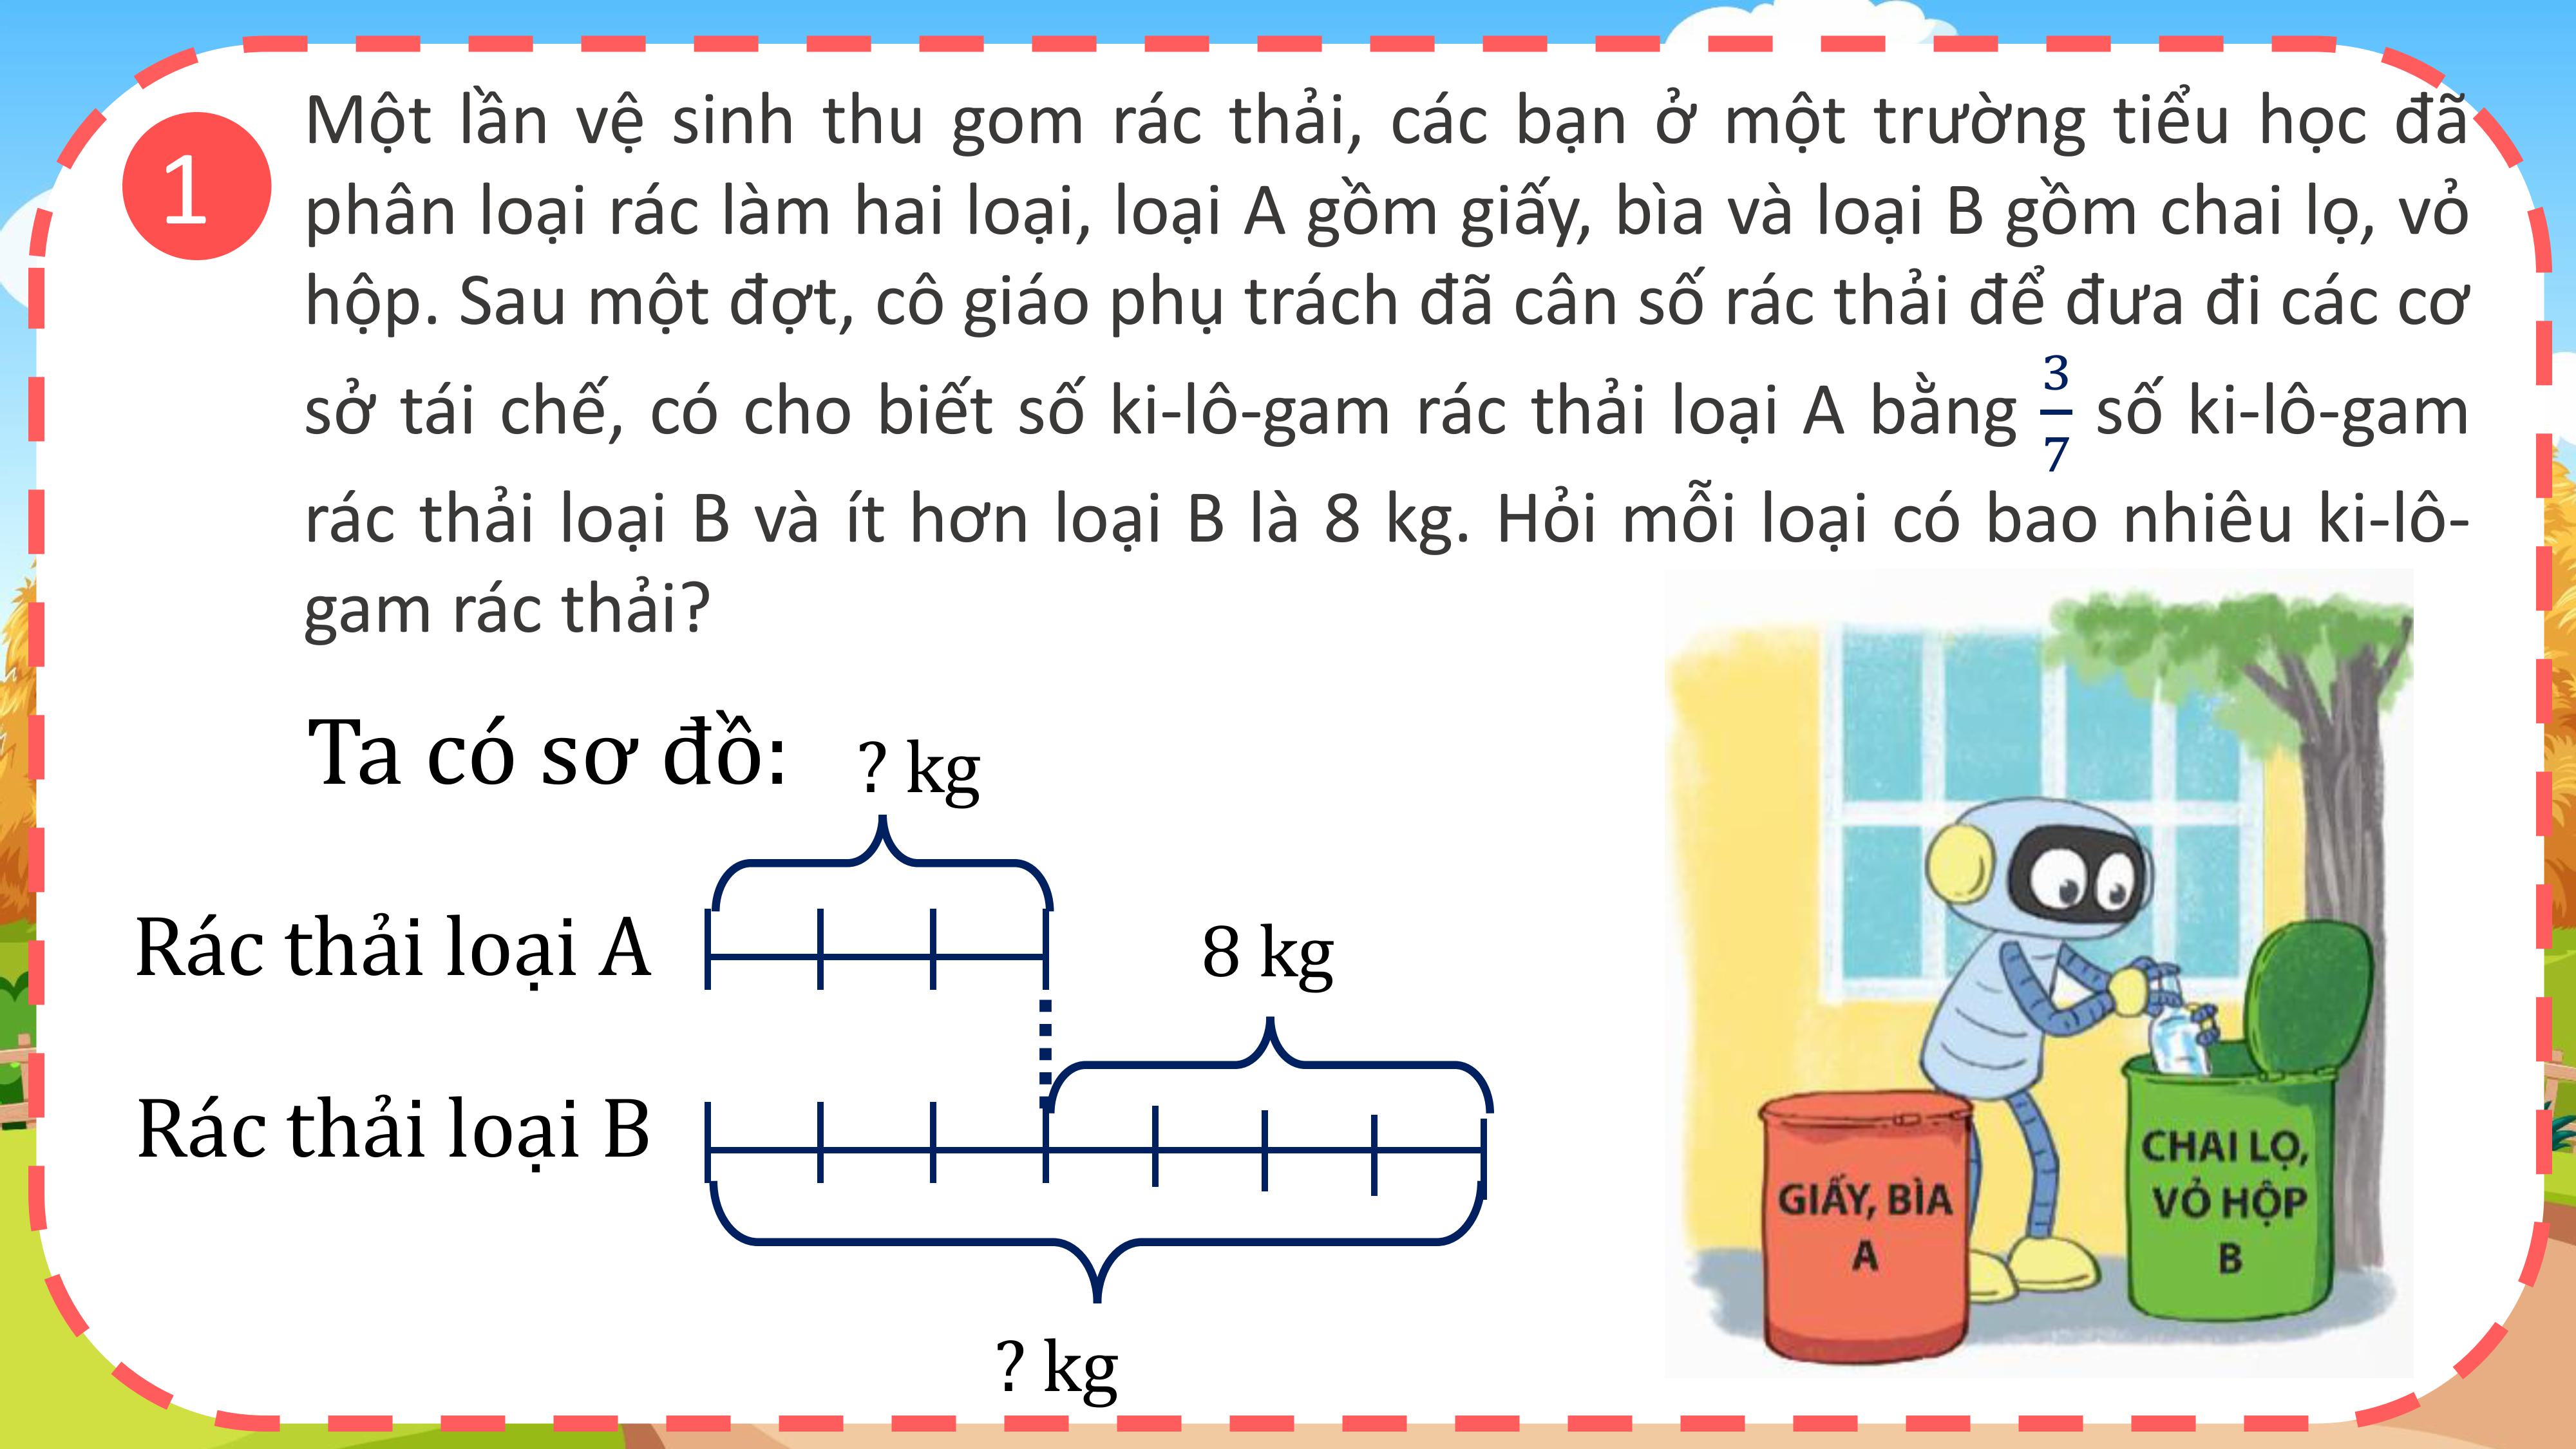 1
Một lần vệ sinh thu gom rác thải, các bạn ở một trường tiểu học đã
phân loại rác làm hai loại, loại A gồm giấy, bìa và loại B gồm chai lọ, vỏ
hộp. Sau một đợt, cô giáo phụ trách đã cân số rác thải để đưa đi các cơ
sở tái chế, có cho biết số ki-lô-gam rác thải loại A bằng 3/7 số ki-lô-gam
rác thải loại B và ít hơn loại B là 8 kg. Hỏi mỗi loại có bao nhiêu ki-lô-
gam rác thải?
Ta có sơ đồ:
? kg
Rác thải loại A
8 kg
Rác thải loại B
? kg
GIẤY, BÌA
A
CHAI LỌ,
VỎ HỘP
B